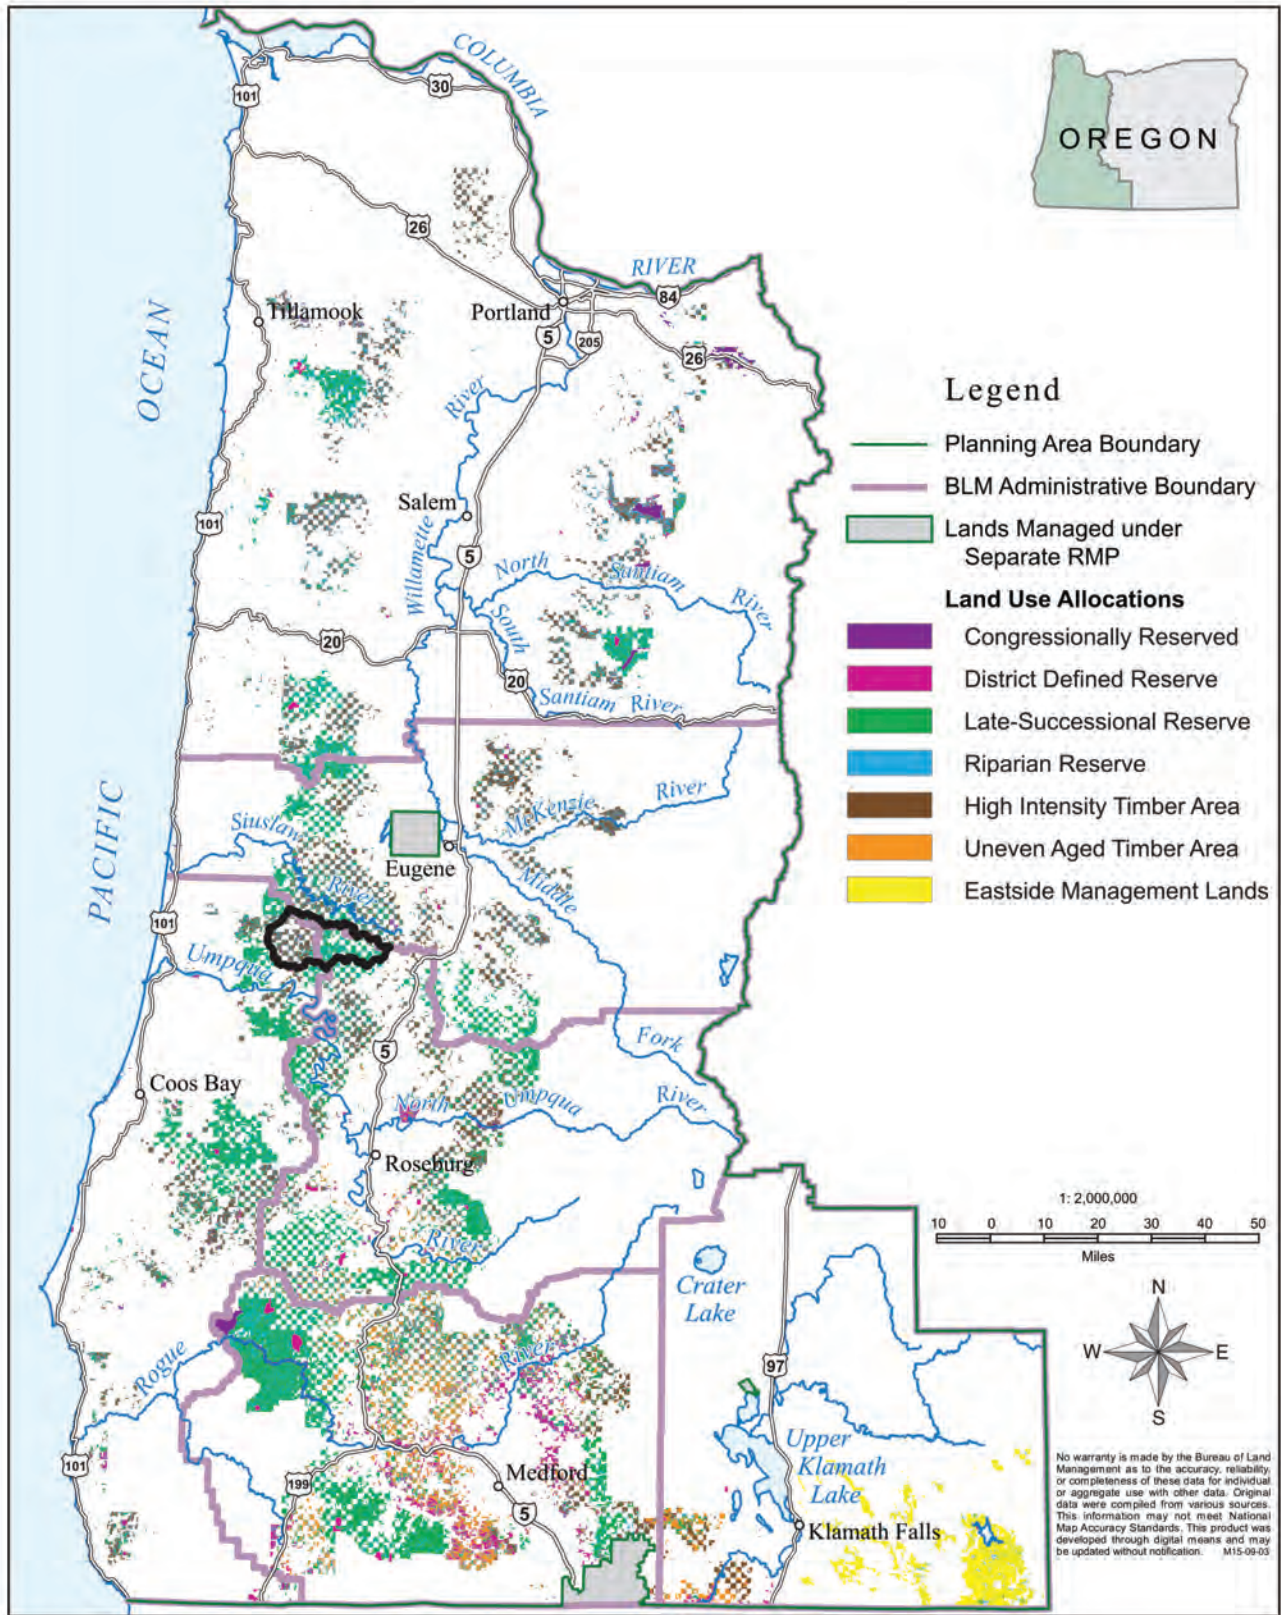 COLUMBIA
30
101
OREGON
26
RIVER
84
Tillamook
Portland
5
205
26
OCEAN
River
Legend
Planning Area Boundary
BLM Administrative Boundary
Lands Managed under
Separate RMP
Land Use Allocations
Congressionally Reserved
District Defined Reserve
Late-Successional Reserve
Riparian Reserve
High Intensity Timber Area
Uneven Aged Timber Area
Eastside Management Lands
Salem
101
5
Willamette
North
Santiam
River
South
20
20
Santiam River
PACIFIC
McKenzie
River
Siuslaw
River
Eugene
Middle
101
Umpqua
Fork
5
Coos Bay
North
Umpqua
River
Roseburg
River
1: 2,000,000
10 0 10 20 30 40 50
Miles
Crater
Lake
N
W
E
S
Rogue
River
97
Upper
Klamath
Lake
101
199
Medford
5
Klamath Falls
No warranty is made by the Bureau of Land
Management as to the accuracy, reliability,
or completeness of these data for individual
or aggregate use with other data. Original
data were compiled from various sources.
This information may not meet National
Map Accuracy Standards. This product was
developed through digital means and may
be updated without notification. M15-09-03